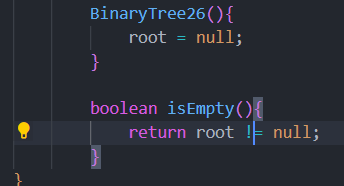 BinaryTree26(){
root = null;
}
boolean isEmpty(){
return root != null;
}
}